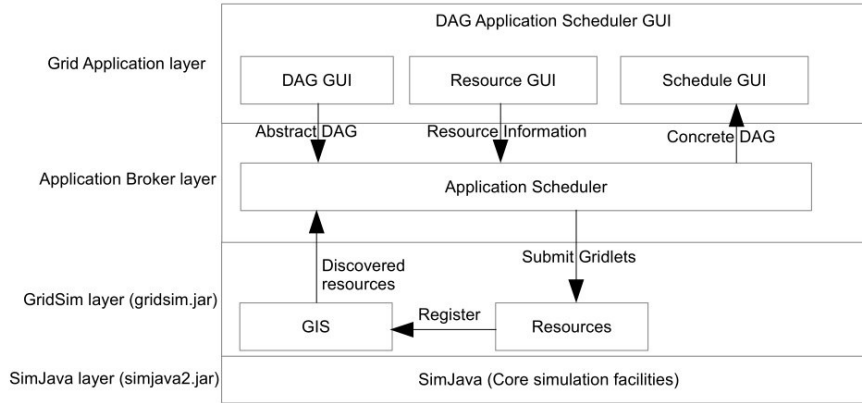 DAG Application Scheduler GUI
Grid Application layer
DAG GUI
Resource GUI
Schedule GUI
Abstract DAG
Resource Information
Concrete DAG
Application Broker layer
Application Scheduler
Submit Gridlets
Discovered
resources
GridSim layer (gridsim.jar)
GIS
Register
Resources
SimJava layer (simjava2.jar)
SimJava (Core simulation facilities)